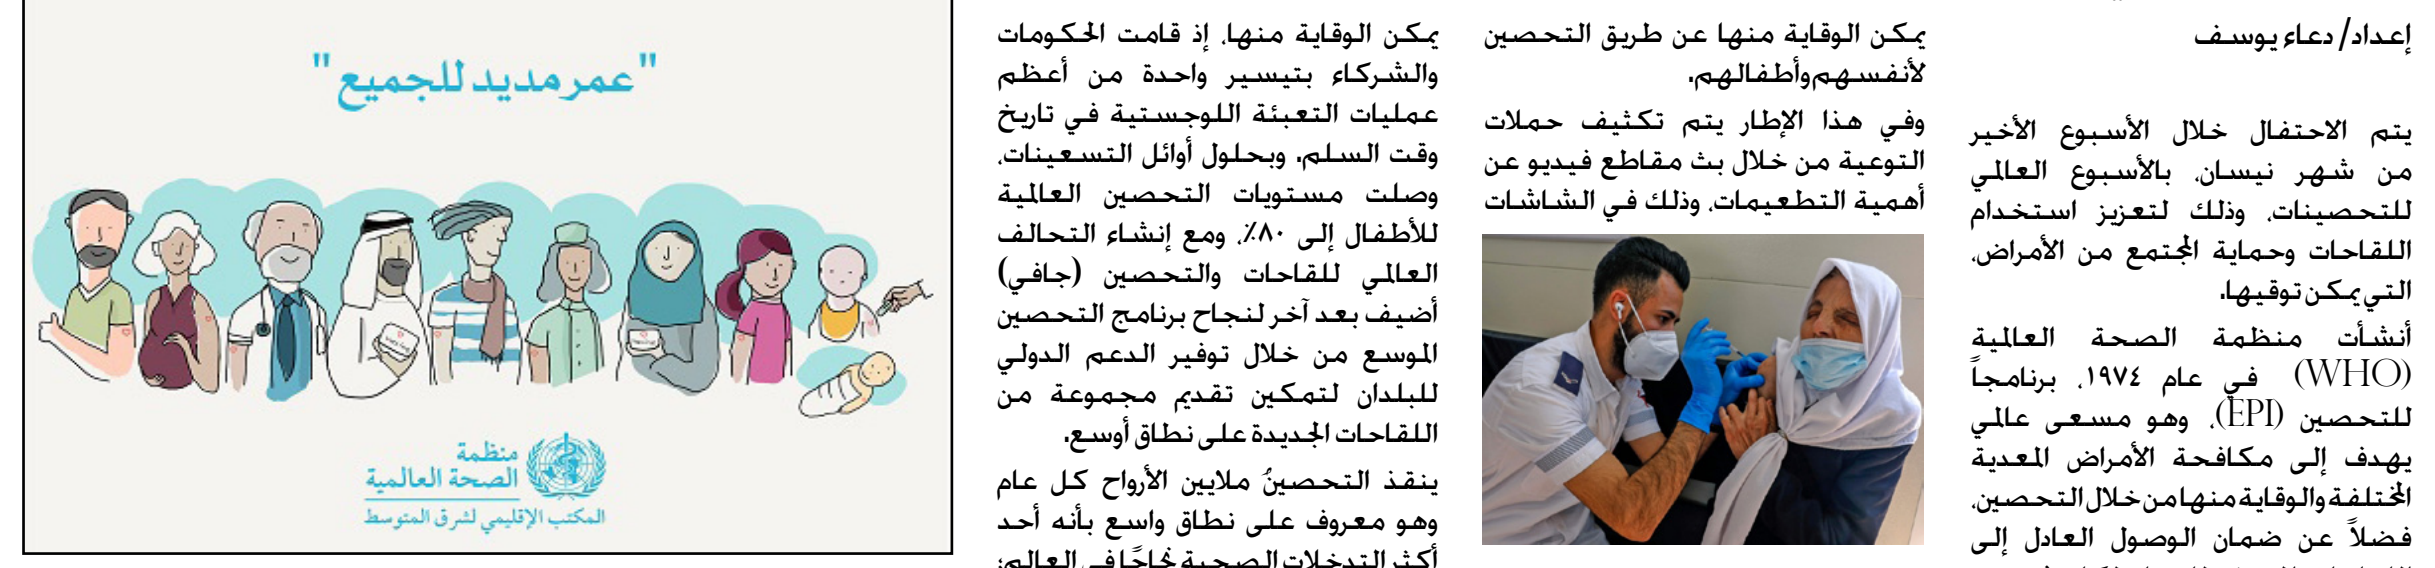 إعداد/ دعاء يوسف
يتم الاحتفال خلال الأسبوع الأخير
من شهر نيسان، بالأسبوع العالمي
للتحصينات، وذلك لتعزيز استخدام
اللقاحات وحماية المجتمع من الأمراض،
التي يمكن توقيها.
أنشأت منظمة الصحة العالمية
(WHO) في عام ١٩٧٤، برنامجاً
للتحصين (EPI)، وهو مسعى عالمي
يهدف إلى مكافحة الأمراض المعدية
المختلفة والوقاية منها من خلال التحصين،
فضلاً عن ضمان الوصول العادل إلى
يمكن الوقاية منها عن طريق التحصين
لأنفسهم وأطفالهم.
وفي هذا الإطار يتم تكثيف حملات
التوعية من خلال بث مقاطع فيديو عن
أهمية التطعيمات، وذلك في الشاشات
يمكن الوقاية منها، إذ قامت الحكومات
والشركاء بتيسير واحدة من أعظم
عمليات التعبئة اللوجستية في تاريخ
وقت السلم. وبحلول أوائل التسعينات،
وصلت مستويات التحصين العالمية
للأطفال إلى ٨٠٪، ومع إنشاء التحالف
العالمي للقاحات والتحصين (جافي)
أضيف بعد آخر لنجاح برنامج التحصين
الموسع من خلال توفير الدعم الدولي
للبلدان لتمكين تقديم مجموعة من
اللقاحات الجديدة على نطاق أوسع.
ينقذ التحصينُ ملايين الأرواح كل عام
وهو معروف على نطاق واسع بأنه أحد
أكثر التدخلات الصحية نجاحًا في العالم؛
"عمر مديد للجميع"
منظمة
الصحة العالمية
المكتب الإقليمي لشرق المتوسط